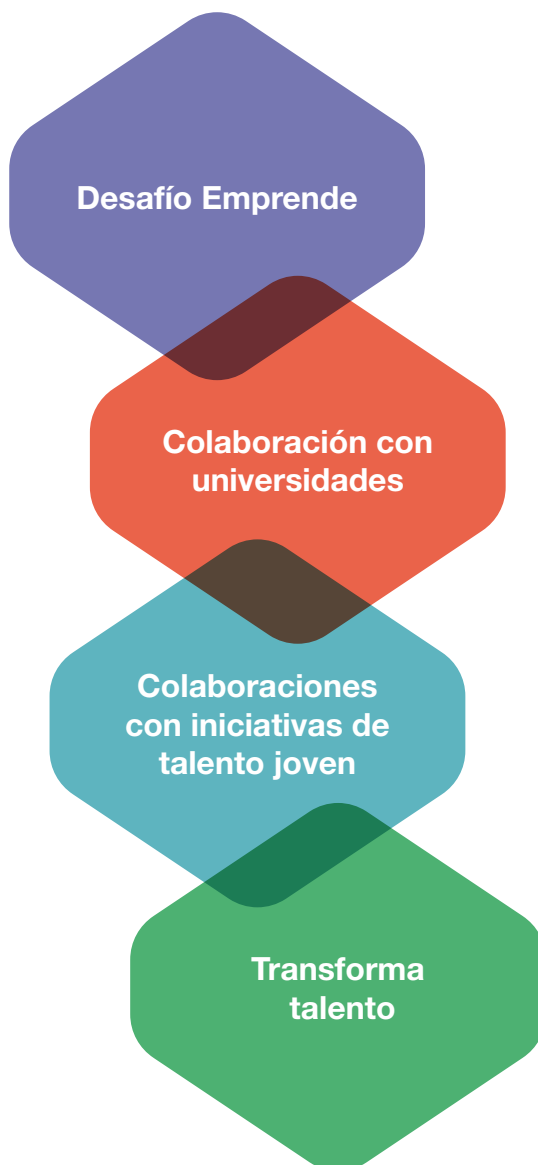 Desafío Emprende
Colaboración con
universidades
Colaboraciones
con iniciativas de
talento joven
Transforma
talento